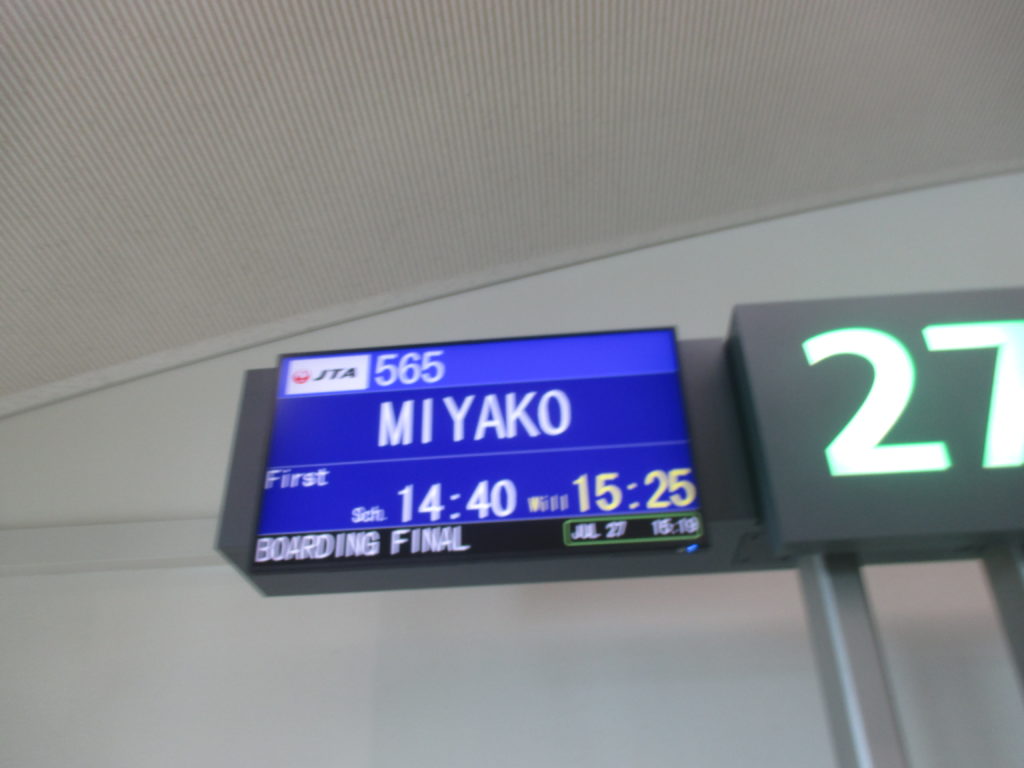 JTA 565
MIYAKO
First
Sch. 14:40 Will 15:25
BOARDING FINAL JUL 27 15:19
27